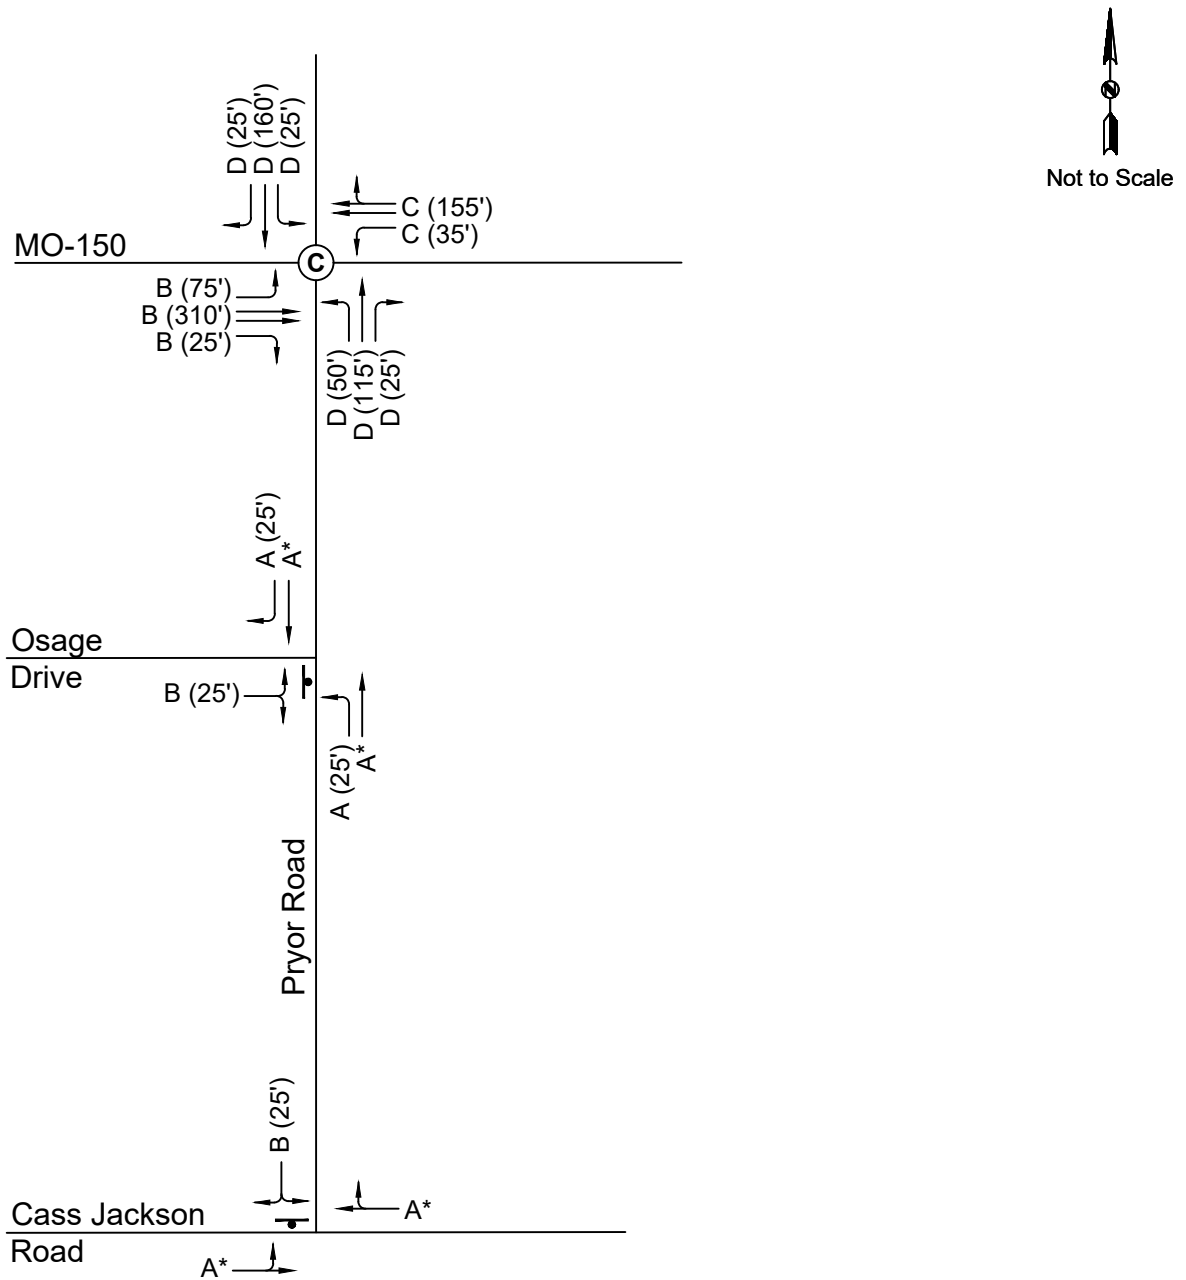 N
Not to Scale
D (25')
D (160')
D (25')
C (155')
C (35')
MO-150
C
B (75')
B (310')
B (25')
D (50')
D (115')
D (25')
A (25')
A*
Osage
Drive
B (25')
A (25')
A*
Pryor Road
B (25')
Cass Jackson
Road
A*
A*